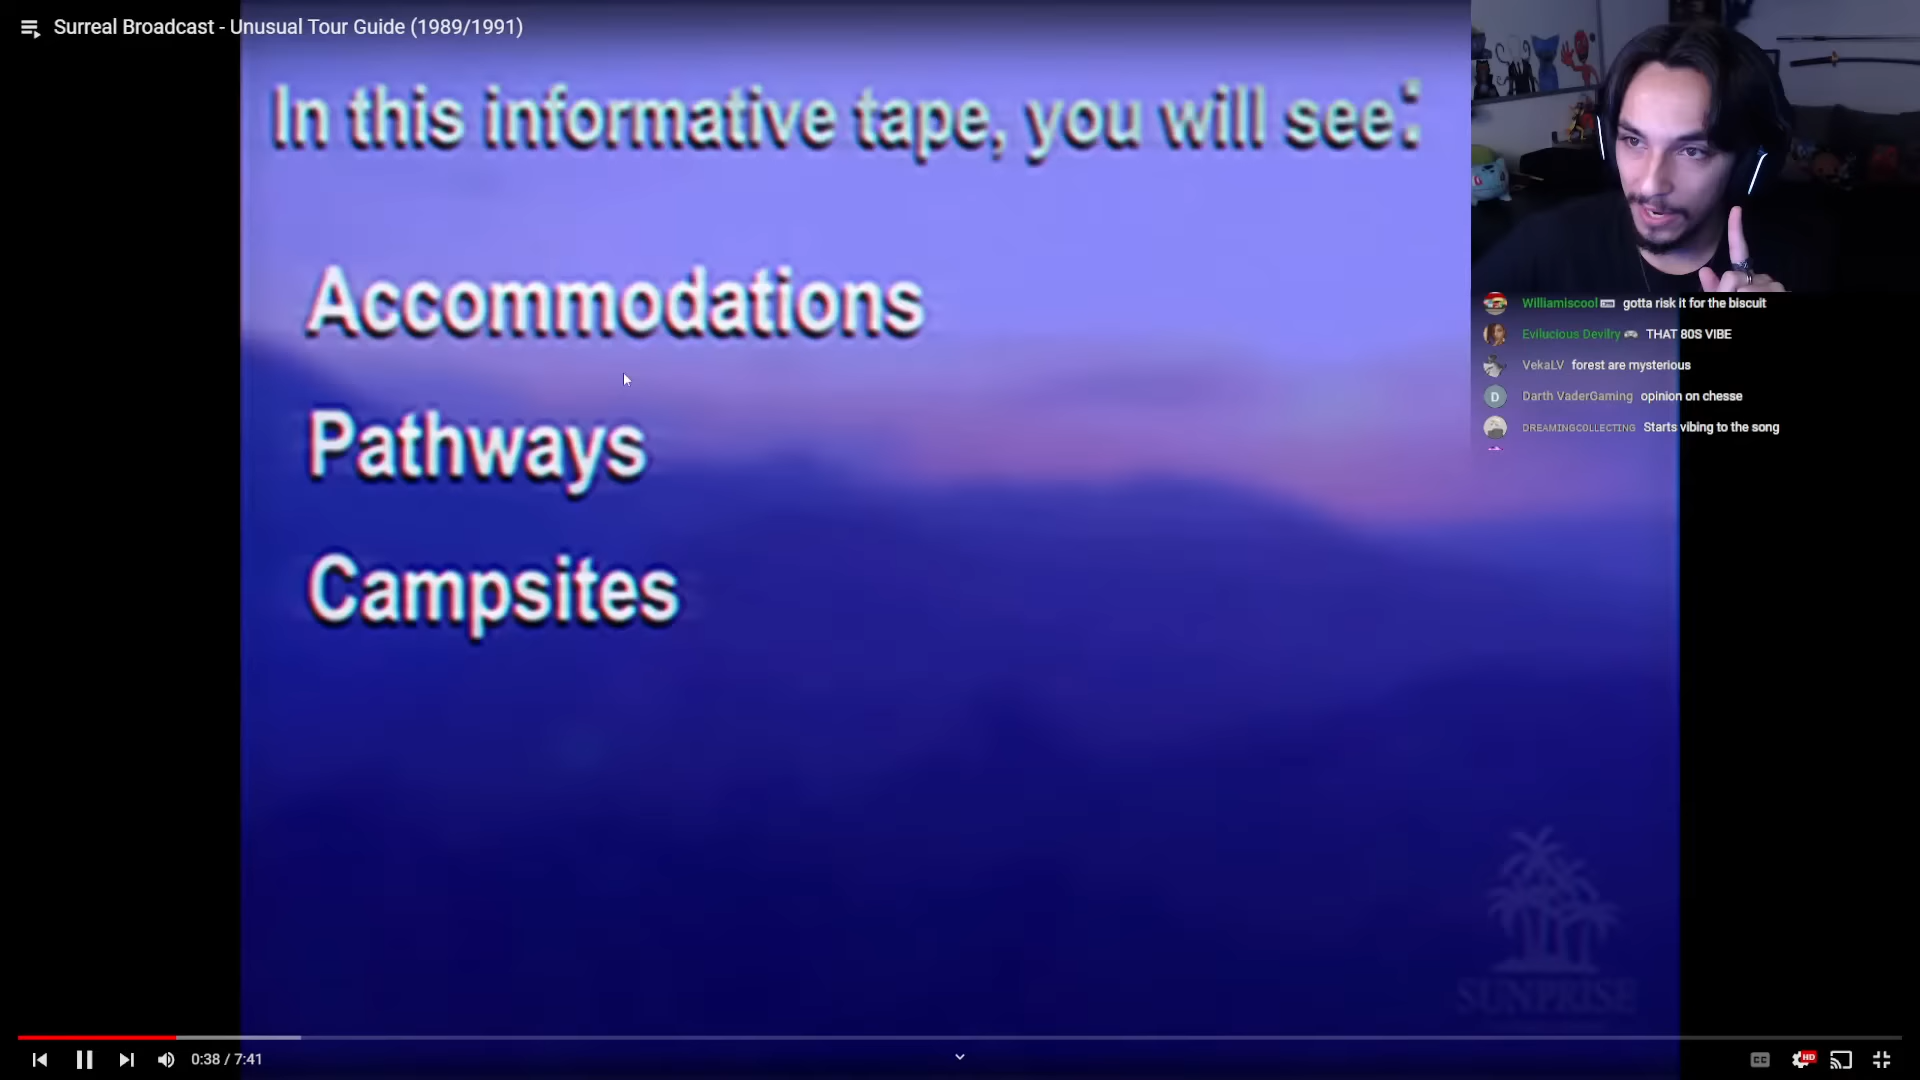 Surreal Broadcast - Unusual Tour Guide (1989/1991)
In this informative tape, you will see:
Accommodations
Pathways
Campsites
Williamiscool gotta risk it for the biscuit
Evilucious Devilry THAT 80S VIBE
VekaLV forest are mysterious
D Darth VaderGaming opinion on chesse
DREAMINGCOLLECTING Starts vibing to the song
SUNPRISE
0:38 / 7:41
CC
HD